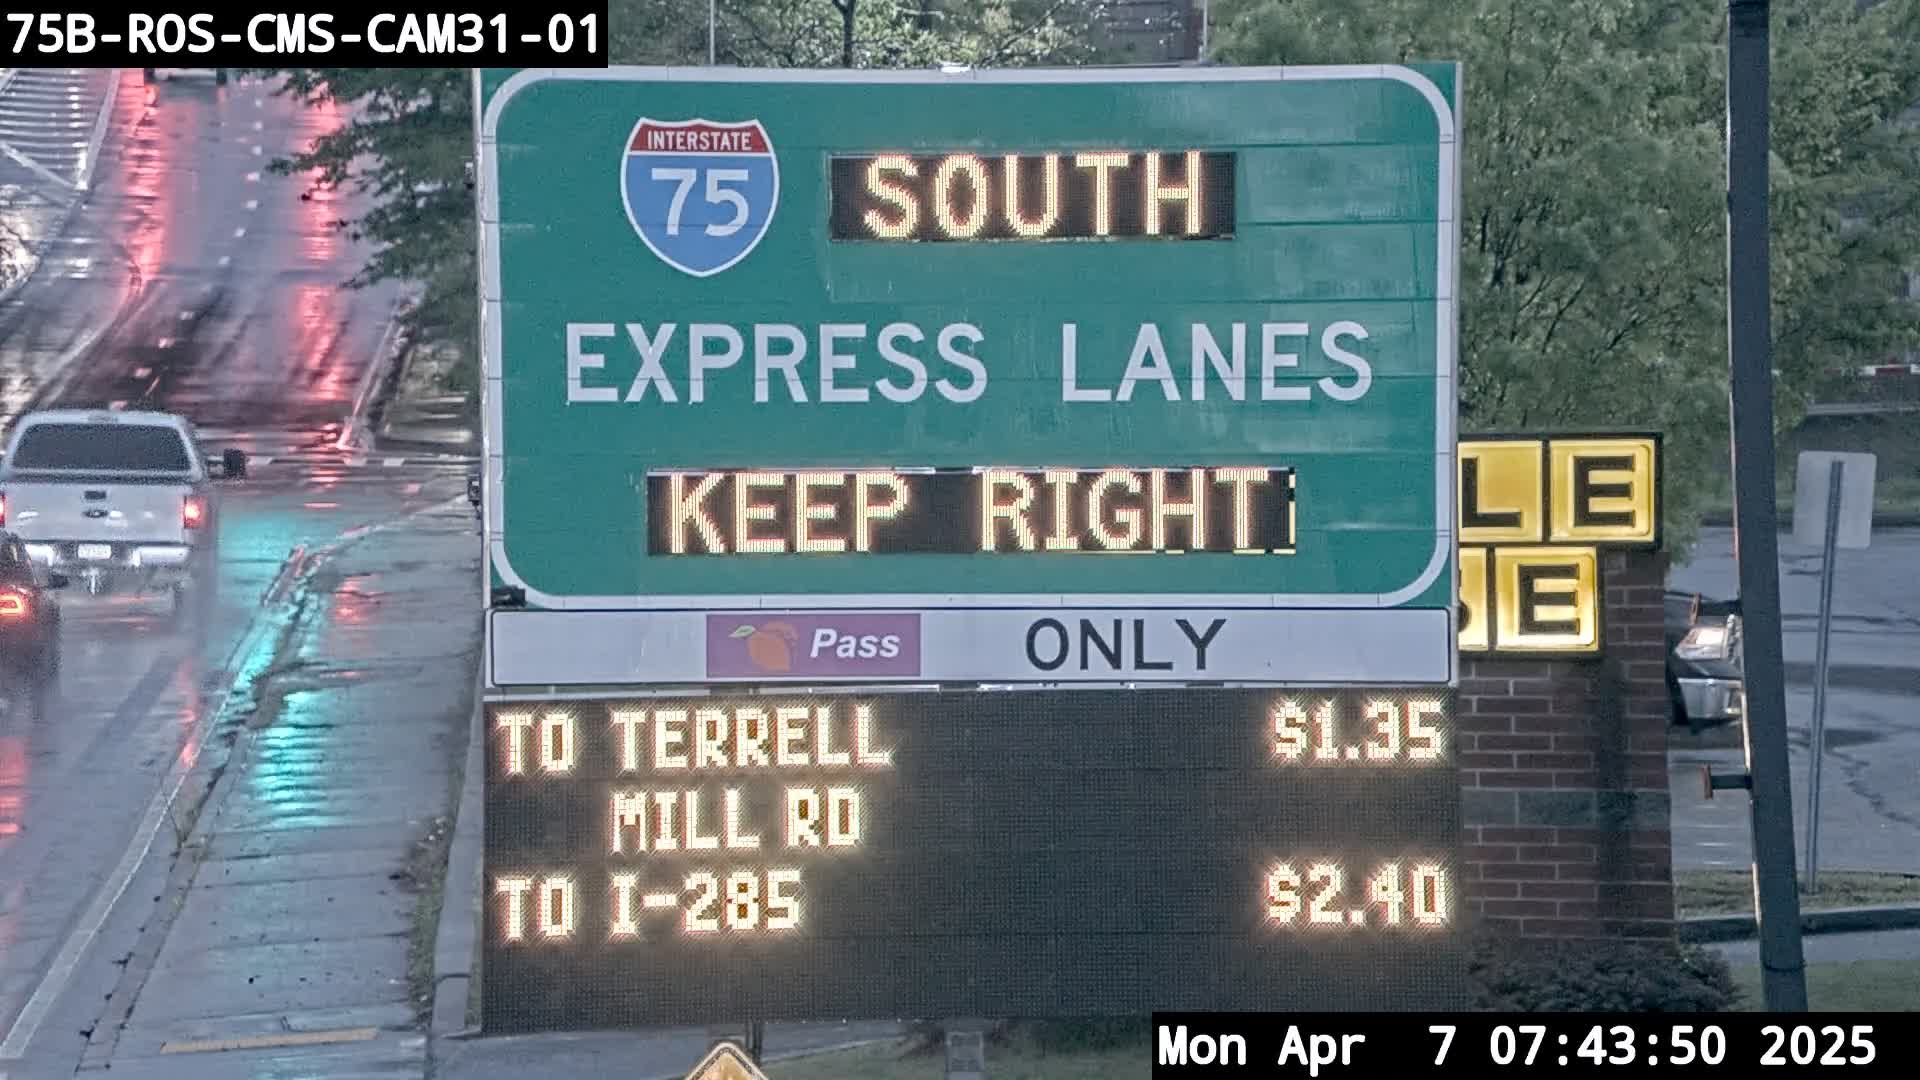 75B-ROS-CMS-CAM31-01
INTERSTATE
75
SOUTH
EXPRESS LANES
KEEP RIGHT
Pass ONLY
TO TERRELL $1.35
MILL RD
TO I-285 $2.40
LE
E
Mon Apr 7 07:43:50 2025